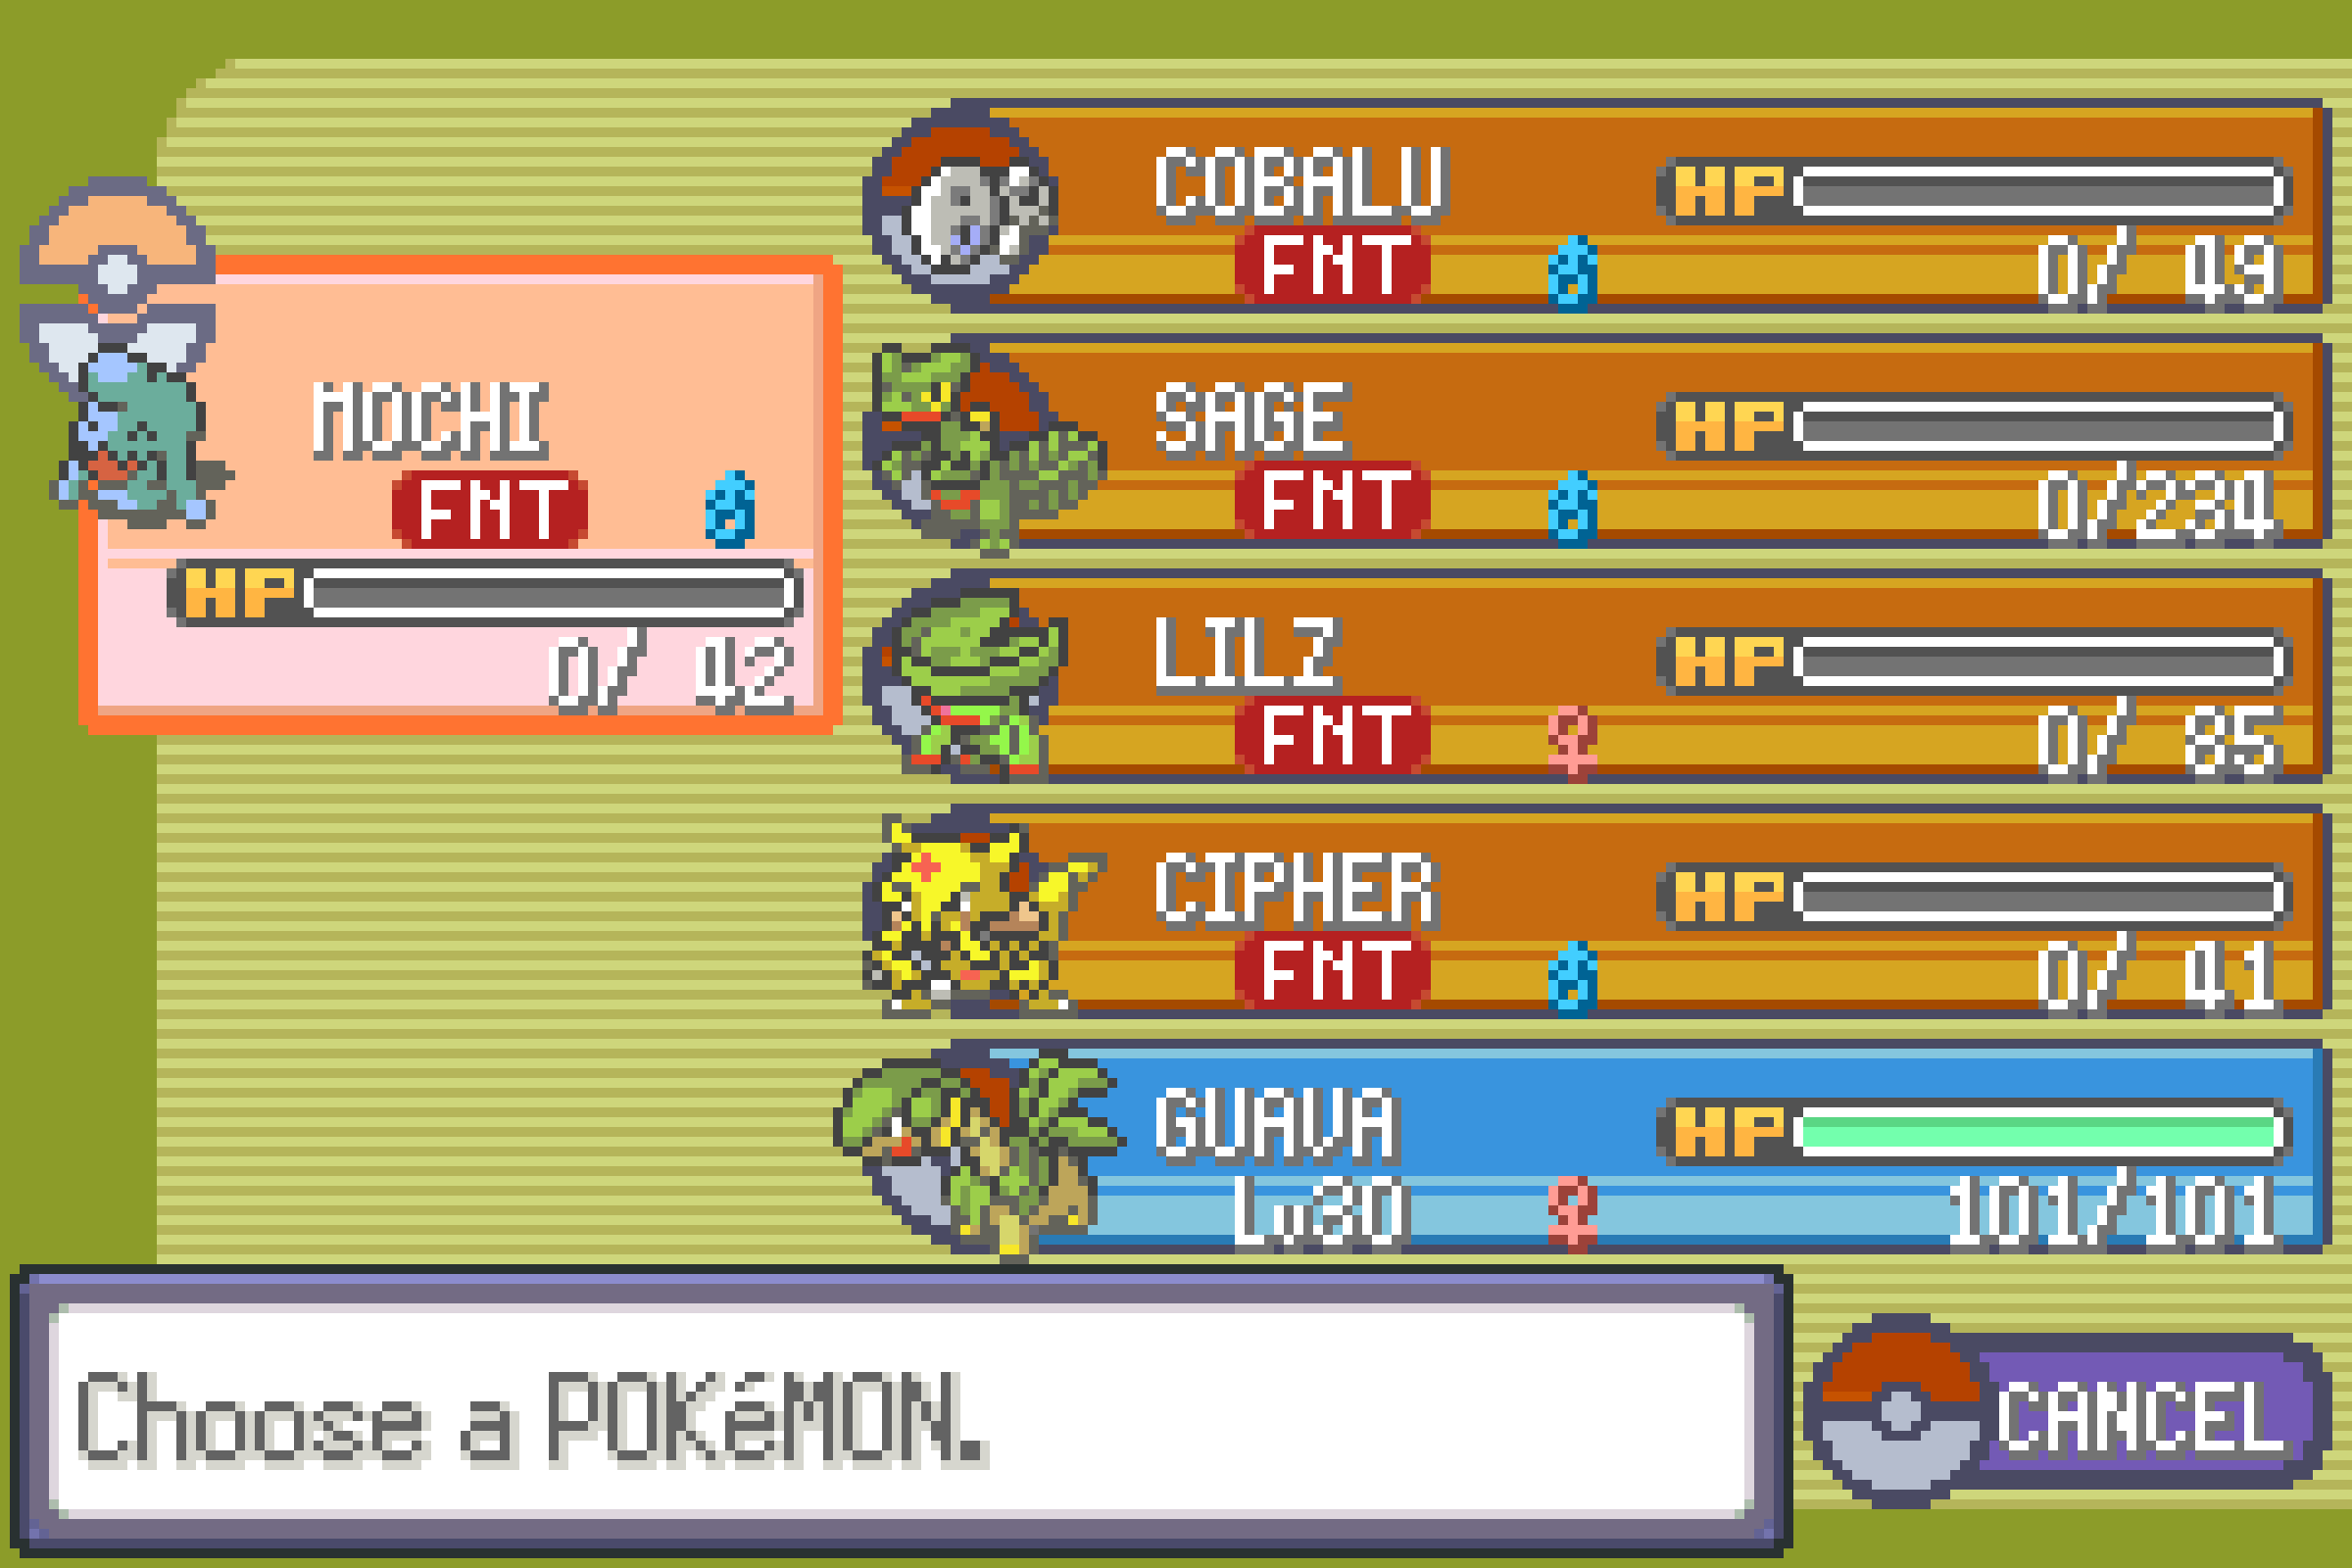 MOCHI
FNT ♂
HP
0/ 42
COBALU
HP
FNT ♂
0/ 49
SAGE
HP
FNT ♂
0/234
LILZ
HP
FNT ♀
0/ 85
CIPHER
HP
FNT ♂
0/ 41
GUAVA
HP
Lv30 ♀
101/101
Choose a POKéMON.
CANCEL